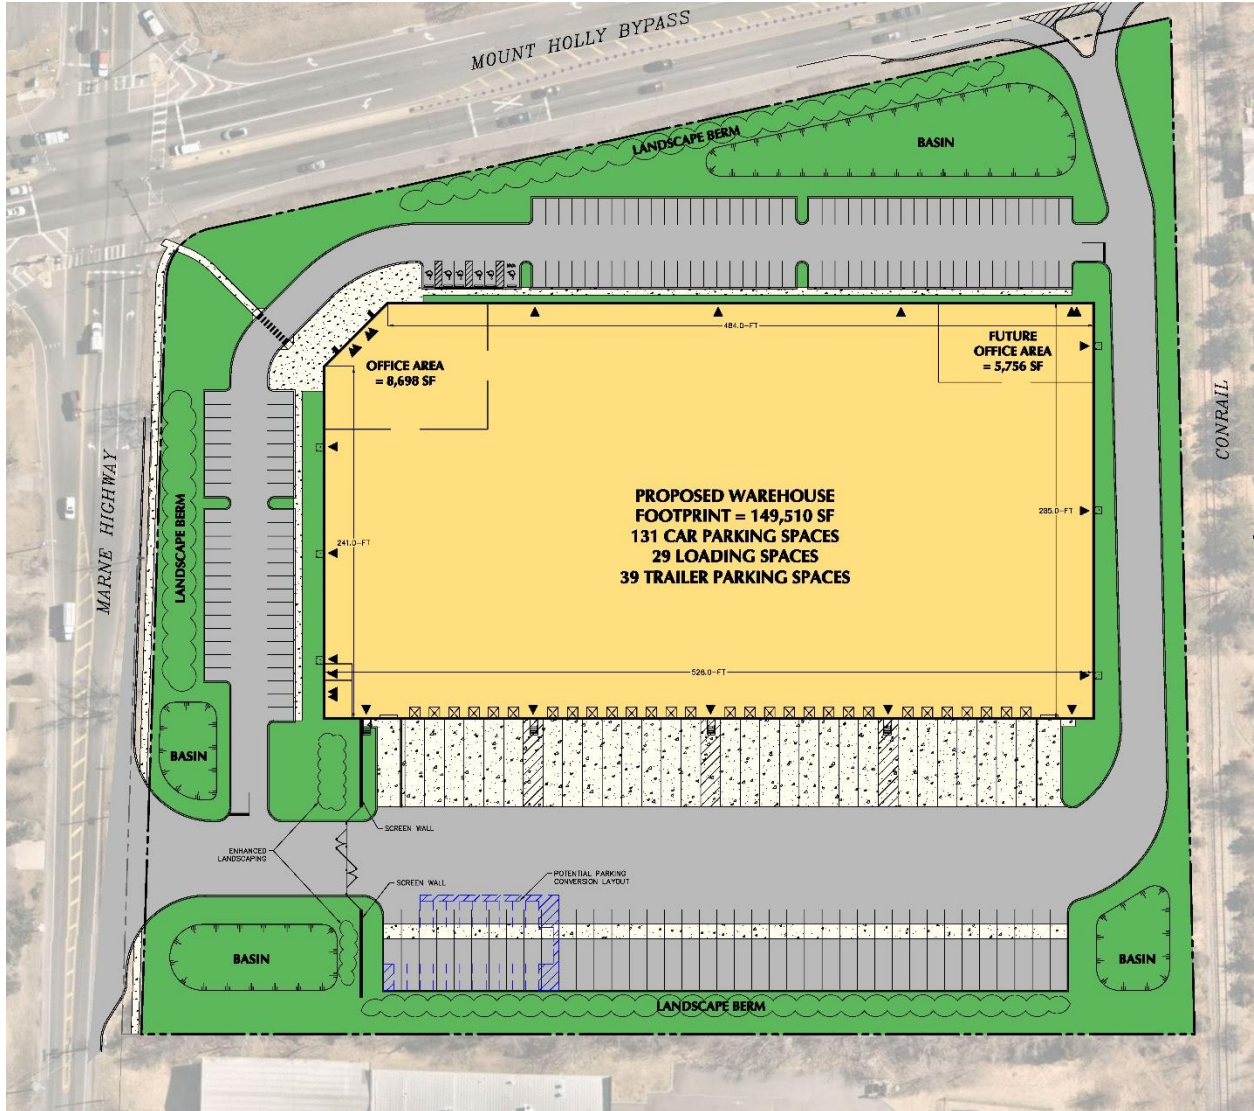 MOUNT HOLLY BYPASS
LANDSCAPE BERM
BASIN
484.0-FT
OFFICE AREA
= 8,698 SF
FUTURE
OFFICE AREA
= 5,756 SF
CONRAIL
MARNE HIGHWAY
LANDSCAPE BERM
PROPOSED WAREHOUSE
FOOTPRINT = 149,510 SF
131 CAR PARKING SPACES
29 LOADING SPACES
39 TRAILER PARKING SPACES
285.0-FT
241.0-FT
528.0-FT
BASIN
SCREEN WALL
ENHANCED
LANDSCAPING
SCREEN WALL
POTENTIAL PARKING
CONVERSION LAYOUT
BASIN
BASIN
LANDSCAPE BERM